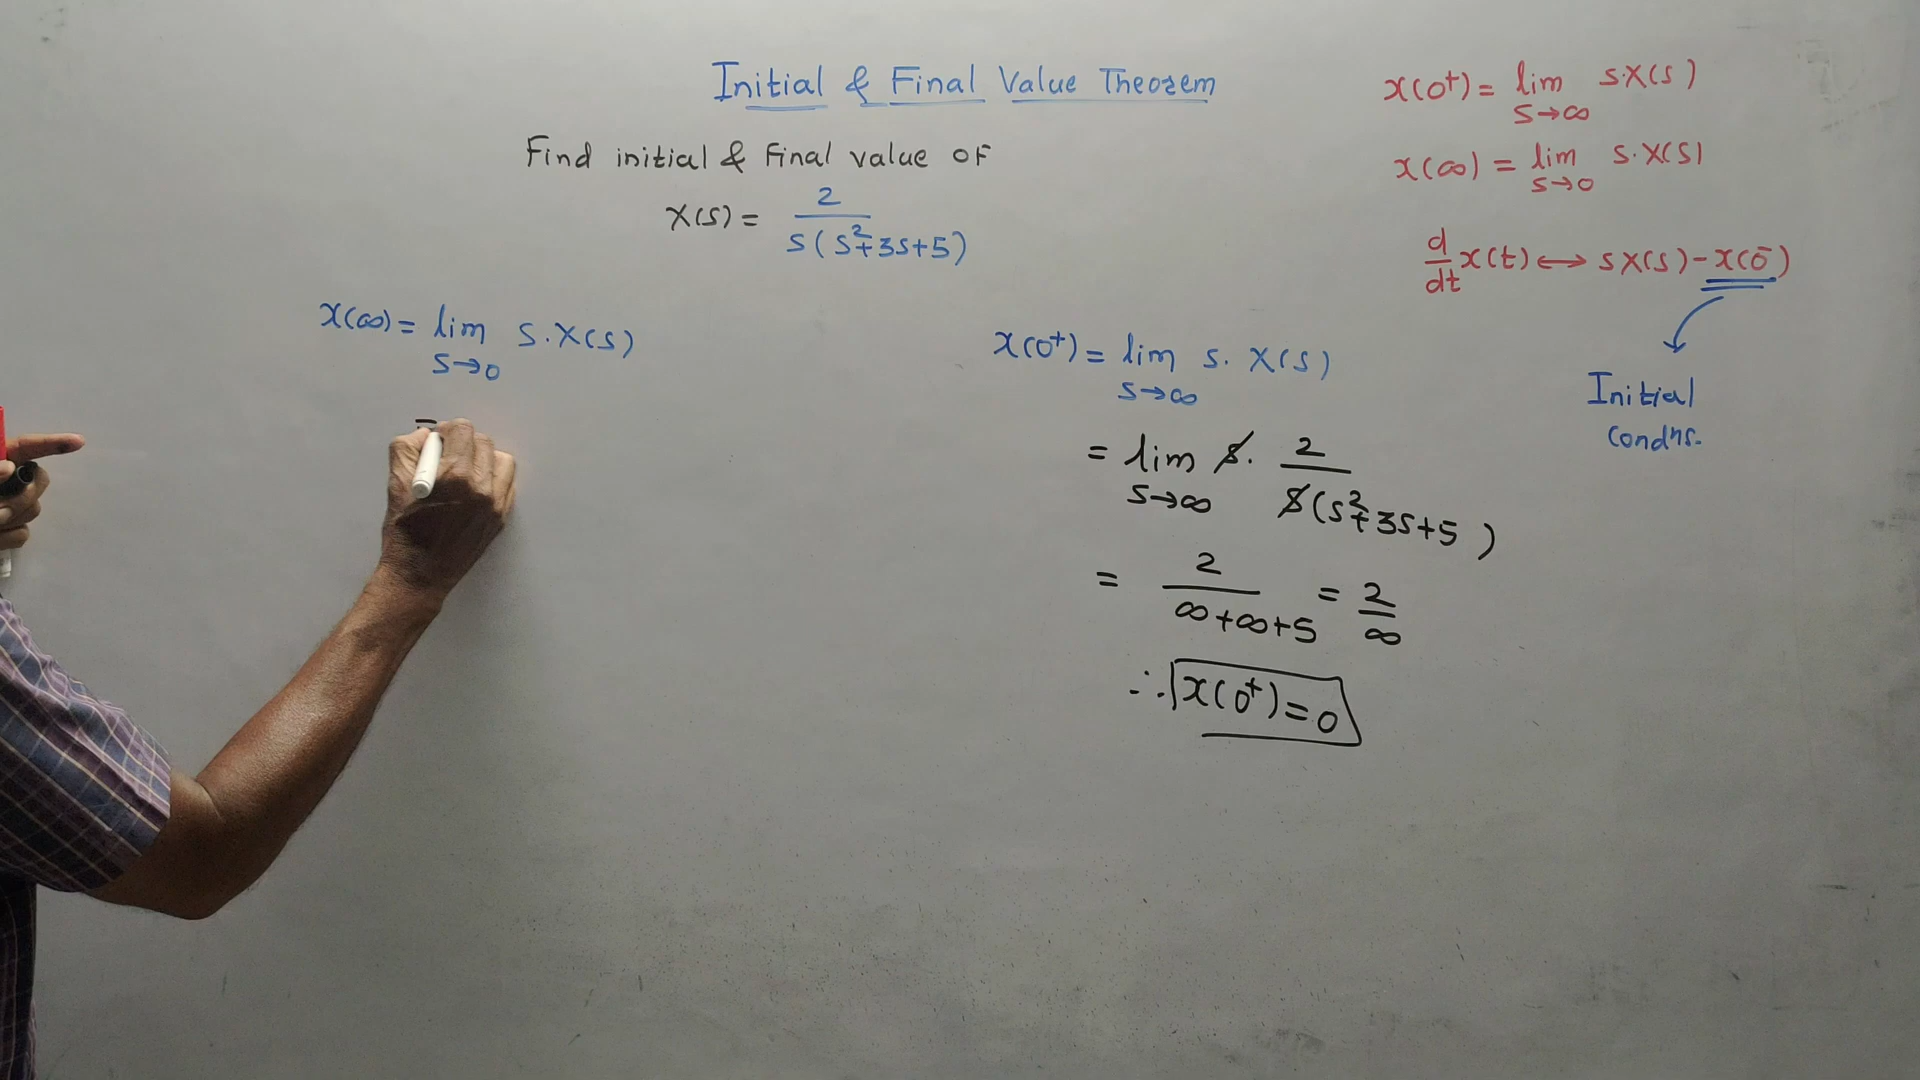 Initial & Final Value Theorem
Find initial & Final value OF
X(s) = 2 / s(s²+3s+5)
x(∞) = lim s→0 s.X(s)
=
x(0⁺) = lim s→∞ s. X(s)
= lim s→∞ s. 2 / s(s²+3s+5 )
= 2 / ∞+∞+5 = 2 / ∞
∴ x(0⁺) = 0
x(0⁺) = lim s→∞ s.X(s)
x(∞) = lim s→0 s.X(s)
d/dt x(t) ↔ sX(s) - x(0⁻)
Initial
Condns.